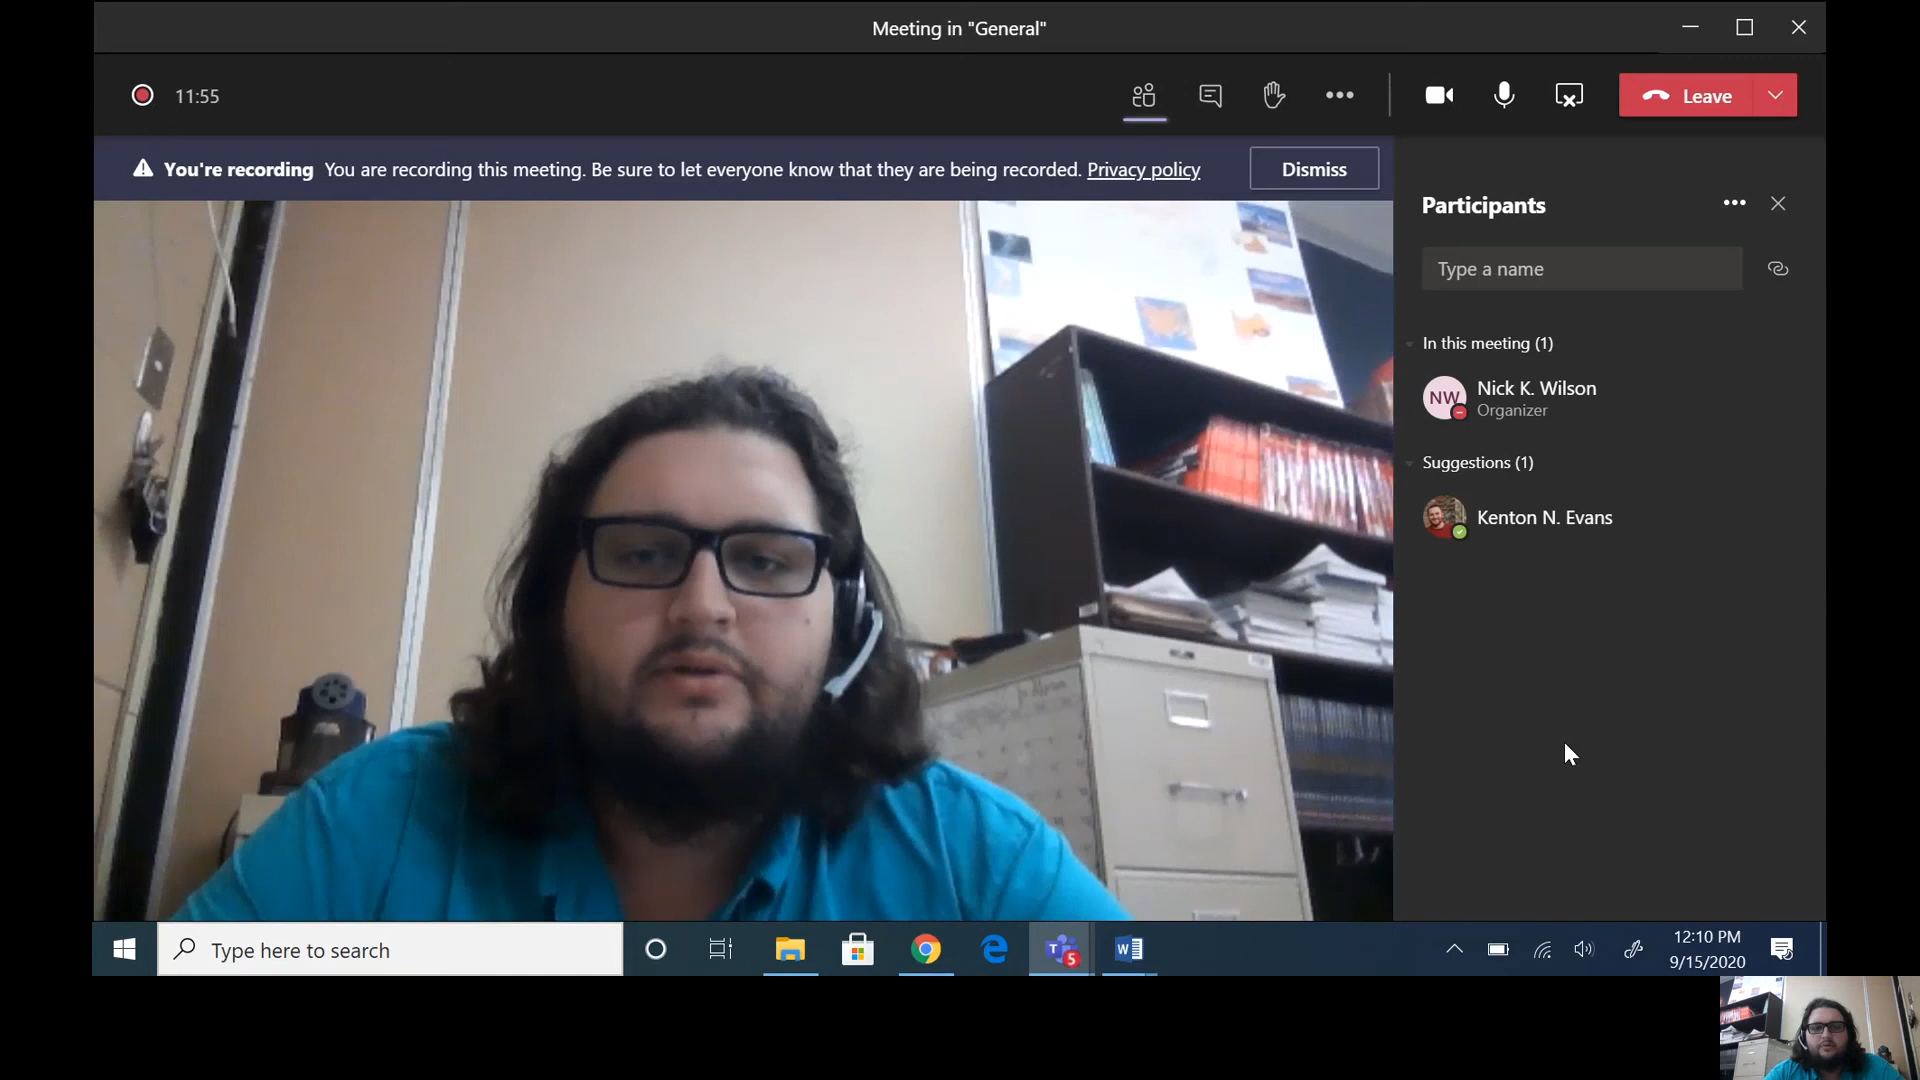 Meeting in "General"
11:55
Leave
You're recording You are recording this meeting. Be sure to let everyone know that they are being recorded. Privacy policy
Dismiss
Participants
Type a name
In this meeting (1)
NW
Nick K. Wilson
Organizer
Suggestions (1)
Kenton N. Evans
Type here to search
5
12:10 PM
9/15/2020